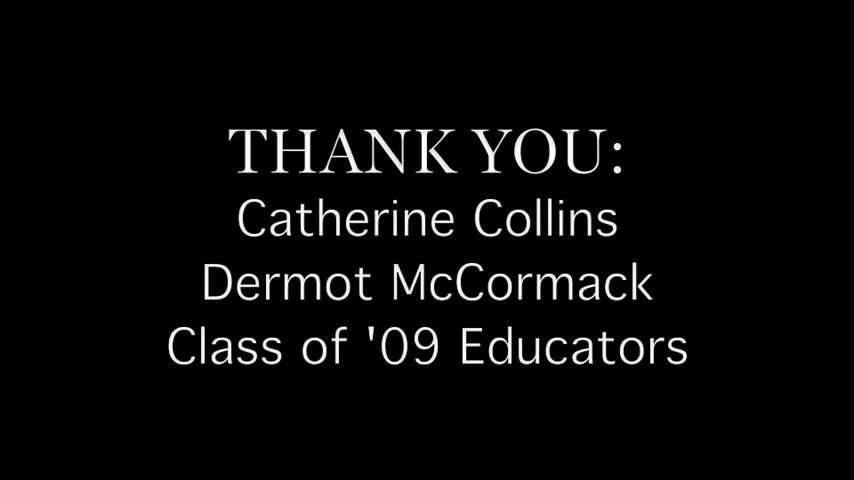 THANK YOU:
Catherine Collins
Dermot McCormack
Class of '09 Educators